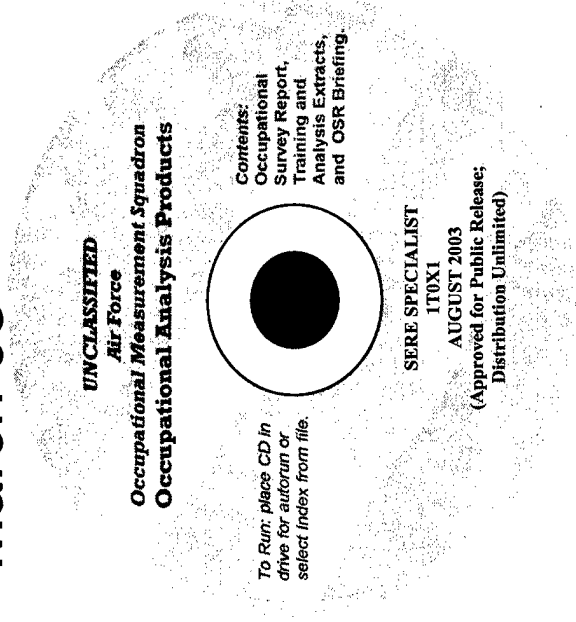 UNCLASSIFIED
Air Force
Occupational Measurement Squadron
Occupational Analysis Products
To Run: place CD in
drive for autorun or
select Index from file.
Contents:
Occupational
Survey Report,
Training and
Analysis Extracts,
and OSR Briefing.
SERE SPECIALIST
1T0X1
AUGUST 2003
(Approved for Public Release;
Distribution Unlimited)